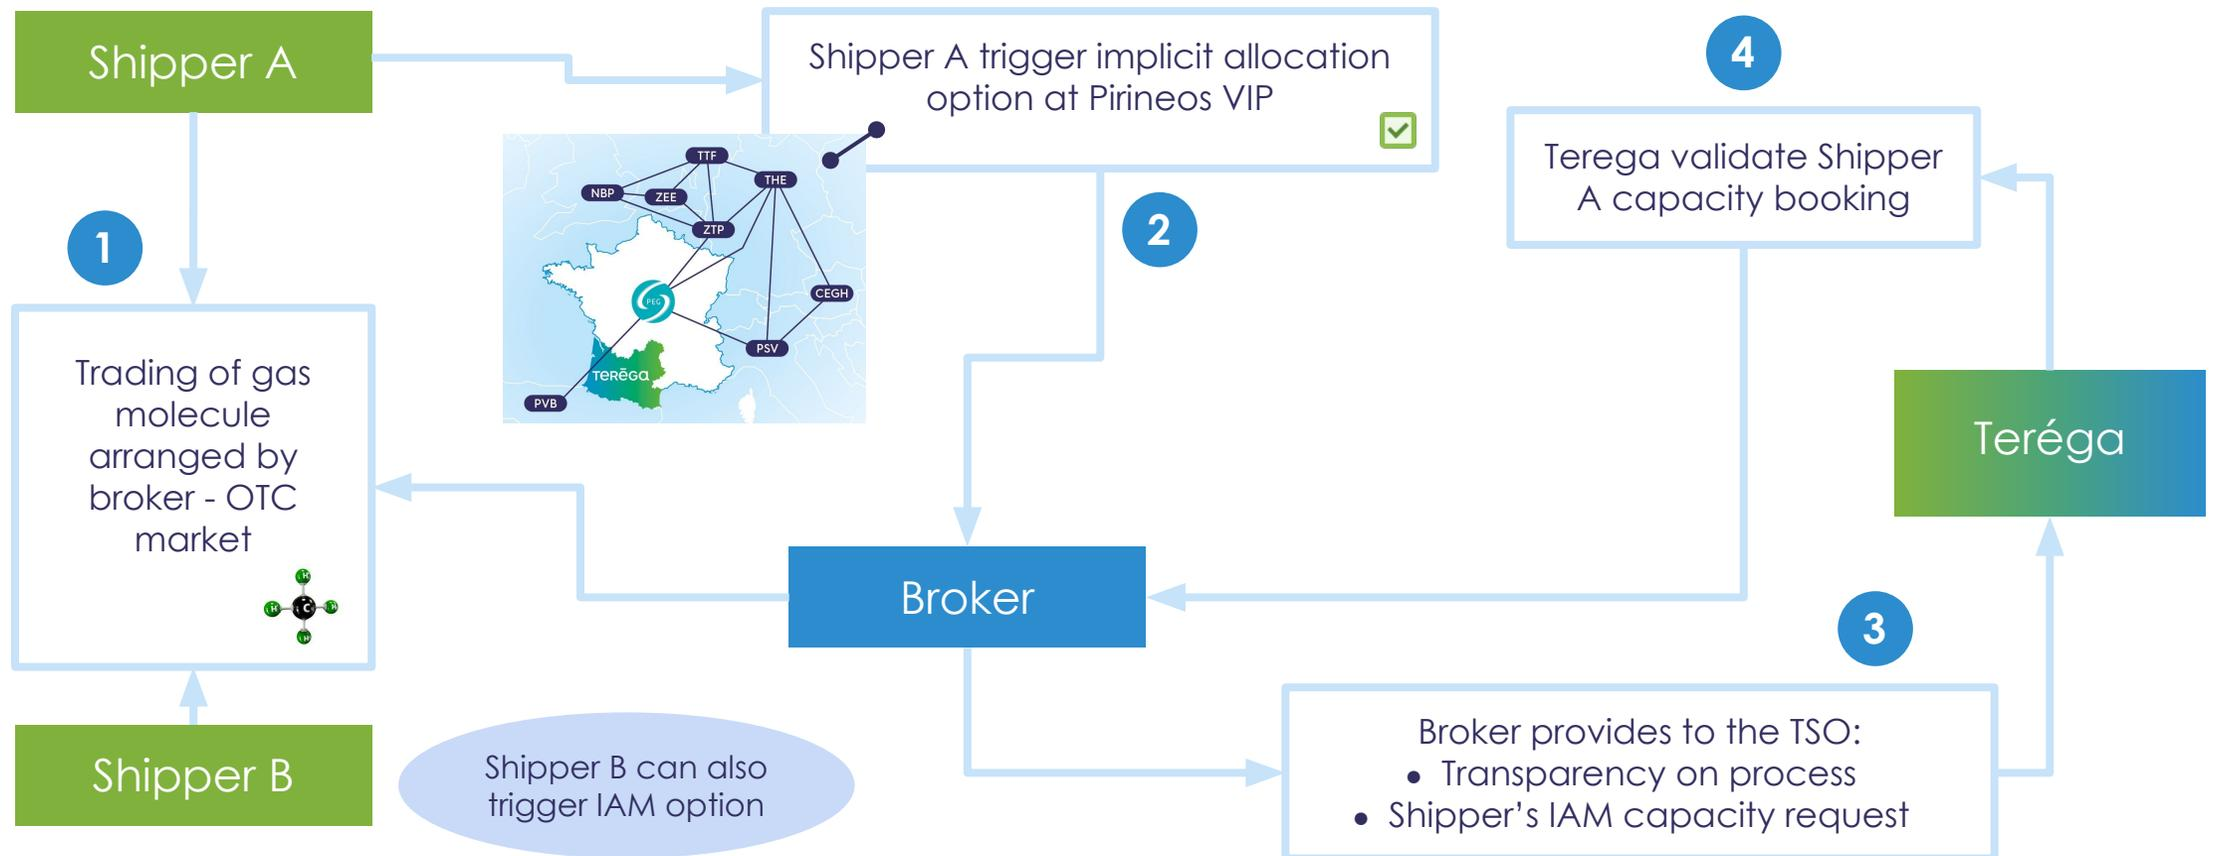 Shipper A
Shipper A trigger implicit allocation
option at Pirineos VIP
4
Terega validate Shipper
A capacity booking
1
2
TTF
THE
NBP
ZEE
ZTP
PEG
CEGH
PSV
TERĒGA
PVB
Trading of gas
molecule
arranged by
broker - OTC
market
H
H
C
H
H
Teréga
Broker
3
Shipper B
Shipper B can also
trigger IAM option
Broker provides to the TSO:
● Transparency on process
● Shipper’s IAM capacity request